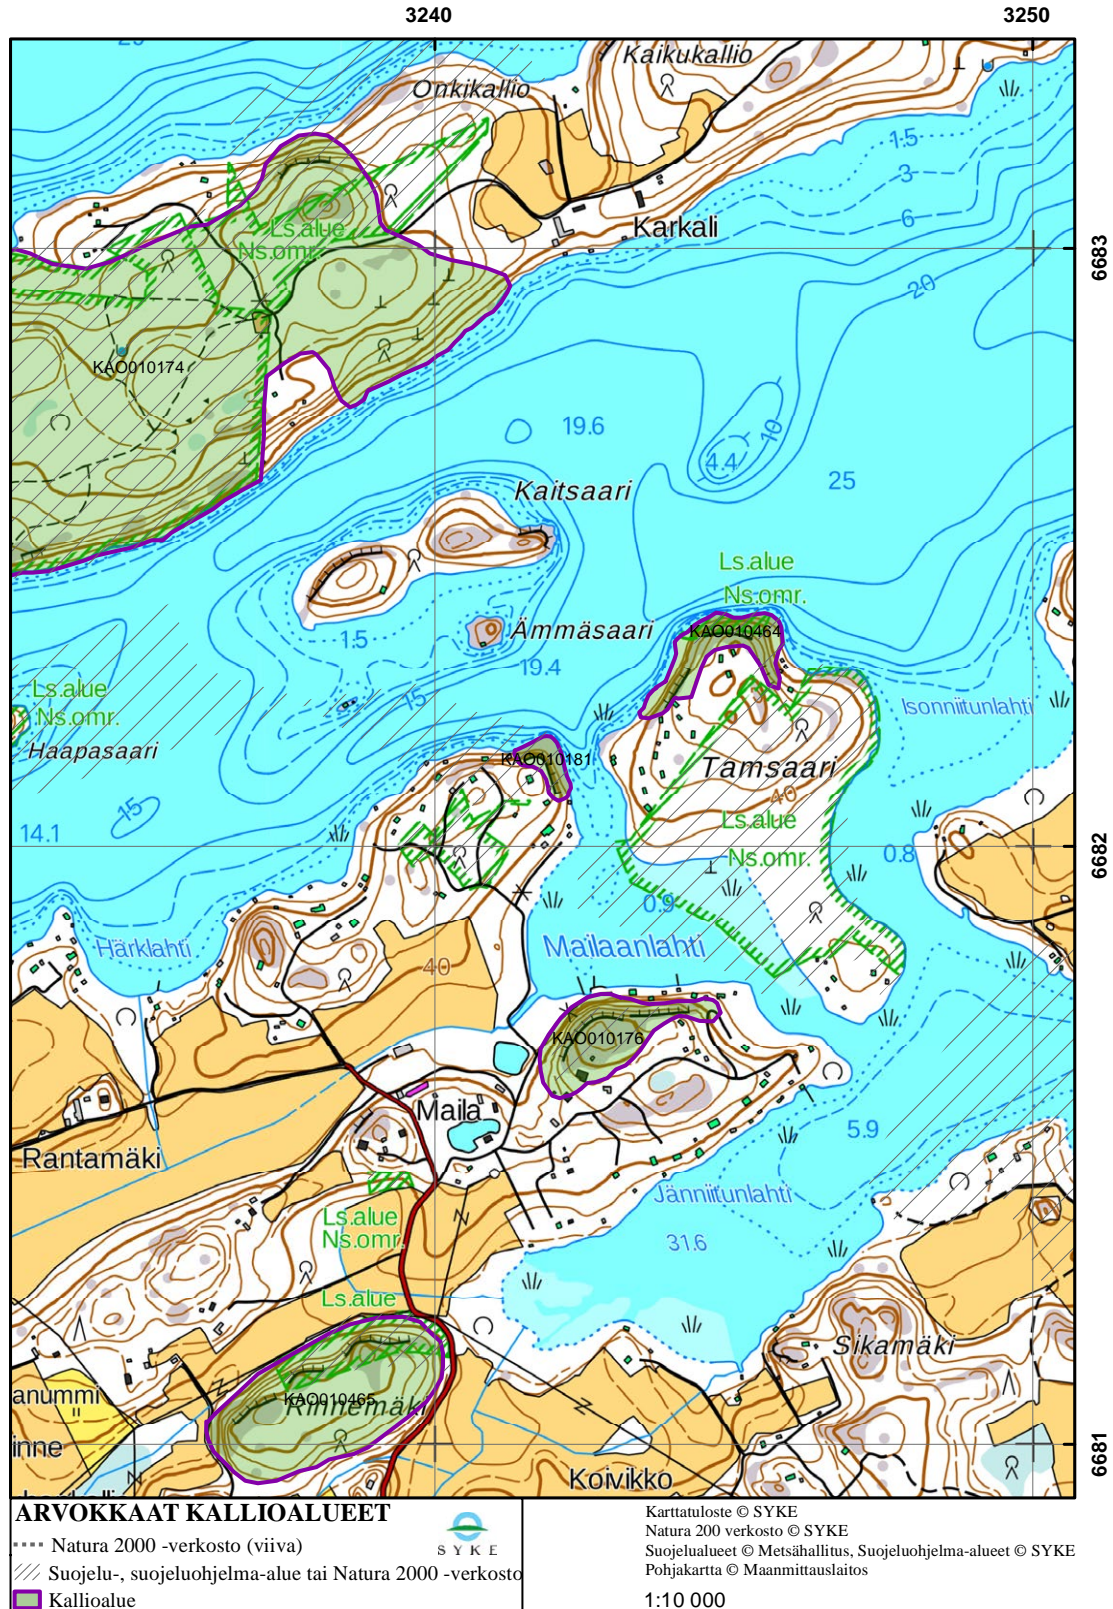 3240
3250
20
Kaikukallio
Onkikallio
1.5
3
6
Karkali
Ls.alue
Ns.omr.
6683
20
KAO010174
19.6
10
4.4
25
Kaitsaari
Ls.alue
Ns.omr.
KAO010464
1.5
Ämmäsaari
19.4
15
Ls.alue
Ns.omr.
Haapasaari
Isonniitunlahti
KAO010181
Tamsaari
40
15
14.1
Ls.alue
Ns.omr.
0.8
6682
0.9
Härklahti
40
Mailaanlahti
KAO010176
Maila
5.9
Rantamäki
Jänniitunlahti
Ls.alue
Ns.omr.
31.6
Ls.alue
Sikamäki
anummi
KAO010465
Rinnemäki
inne
6681
Koivikko
ARVOKKAAT KALLIOALUEET
SYKE
Natura 2000 -verkosto (viiva)
Suojelu-, suojeluohjelma-alue tai Natura 2000 -verkosto
Kallioalue
Karttatuloste © SYKE
Natura 200 verkosto © SYKE
Suojelualueet © Metsähallitus, Suojeluohjelma-alueet © SYKE
Pohjakartta © Maanmittauslaitos
1:10 000